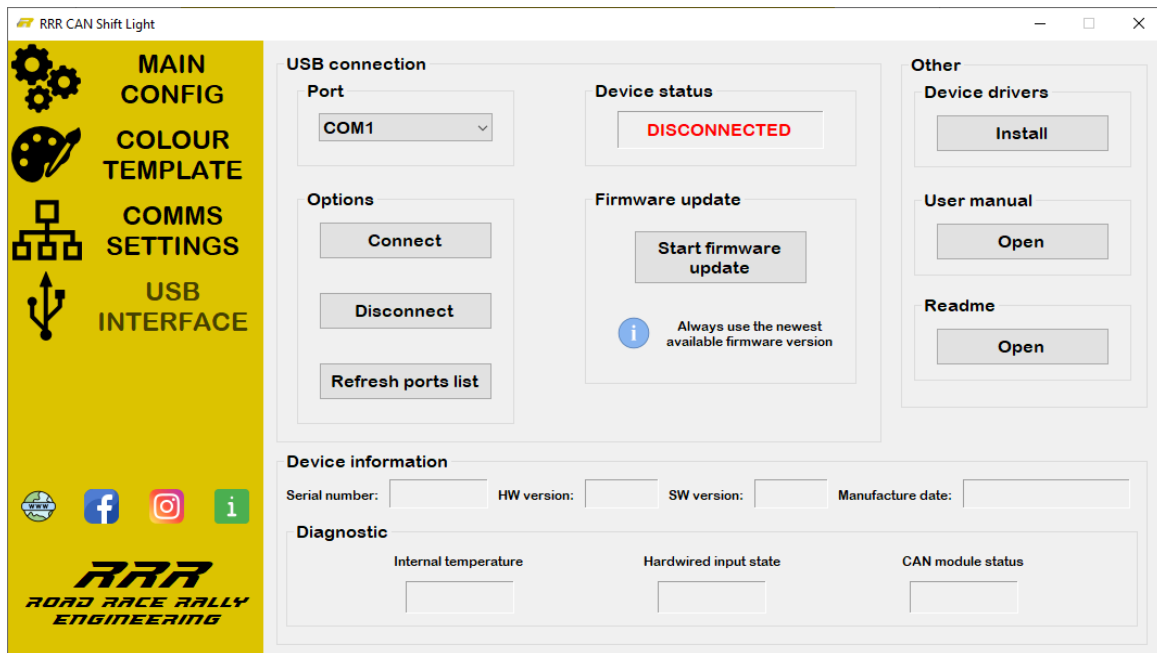 RRR CAN Shift Light
MAIN
CONFIG
COLOUR
TEMPLATE
COMMS
SETTINGS
USB
INTERFACE
www
f
i
RRR
ROAD RACE RALLY
ENGINEERING
USB connection
Port
COM1
Options
Connect
Disconnect
Refresh ports list
Device status
DISCONNECTED
Firmware update
Start firmware
update
i
Always use the newest
available firmware version
Other
Device drivers
Install
User manual
Open
Readme
Open
Device information
Serial number: HW version: SW version: Manufacture date:
Diagnostic
Internal temperature Hardwired input state CAN module status